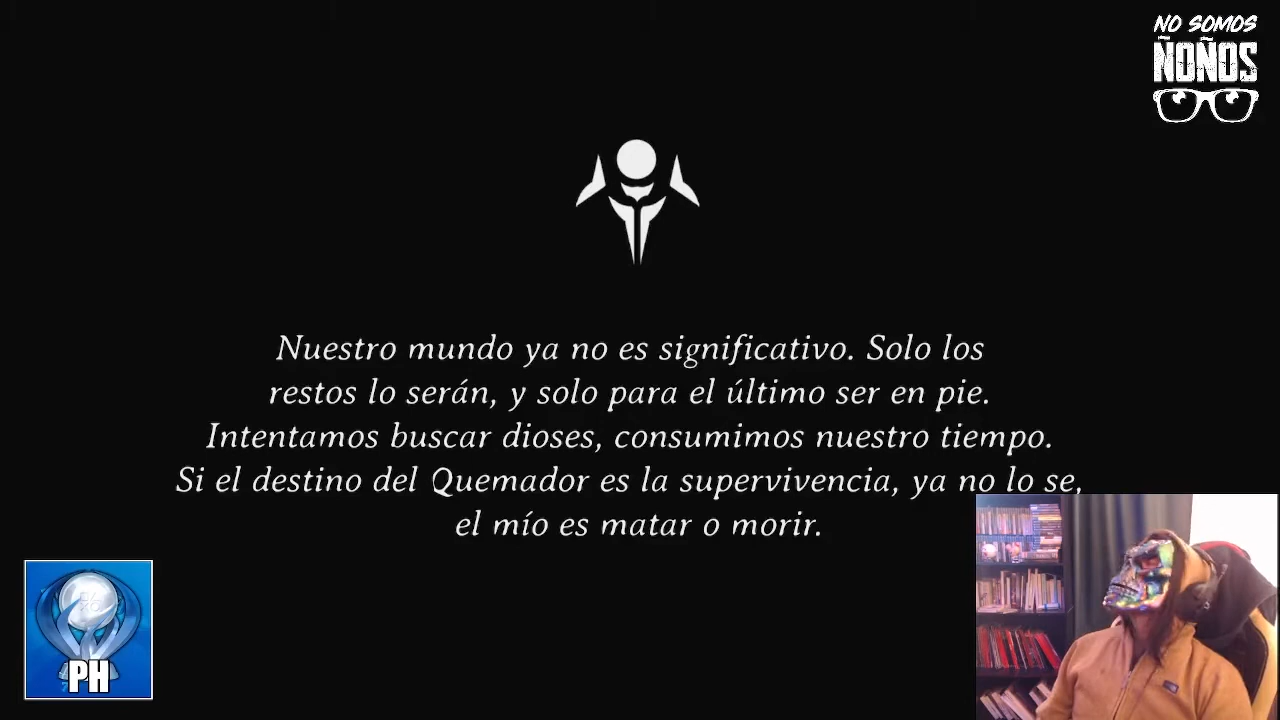 NO SOMOS
ÑOÑOS
Nuestro mundo ya no es significativo. Solo los
restos lo serán, y solo para el último ser en pie.
Intentamos buscar dioses, consumimos nuestro tiempo.
Si el destino del Quemador es la supervivencia, ya no lo se,
el mío es matar o morir.
PH